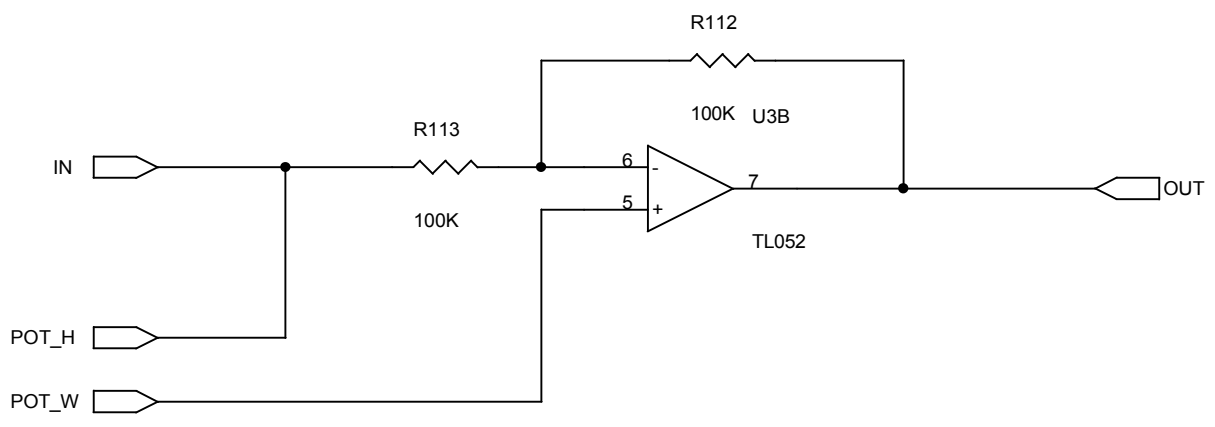 R112
100K U3B
R113
IN
6
-
7
OUT
5
+
100K
TL052
POT_H
POT_W